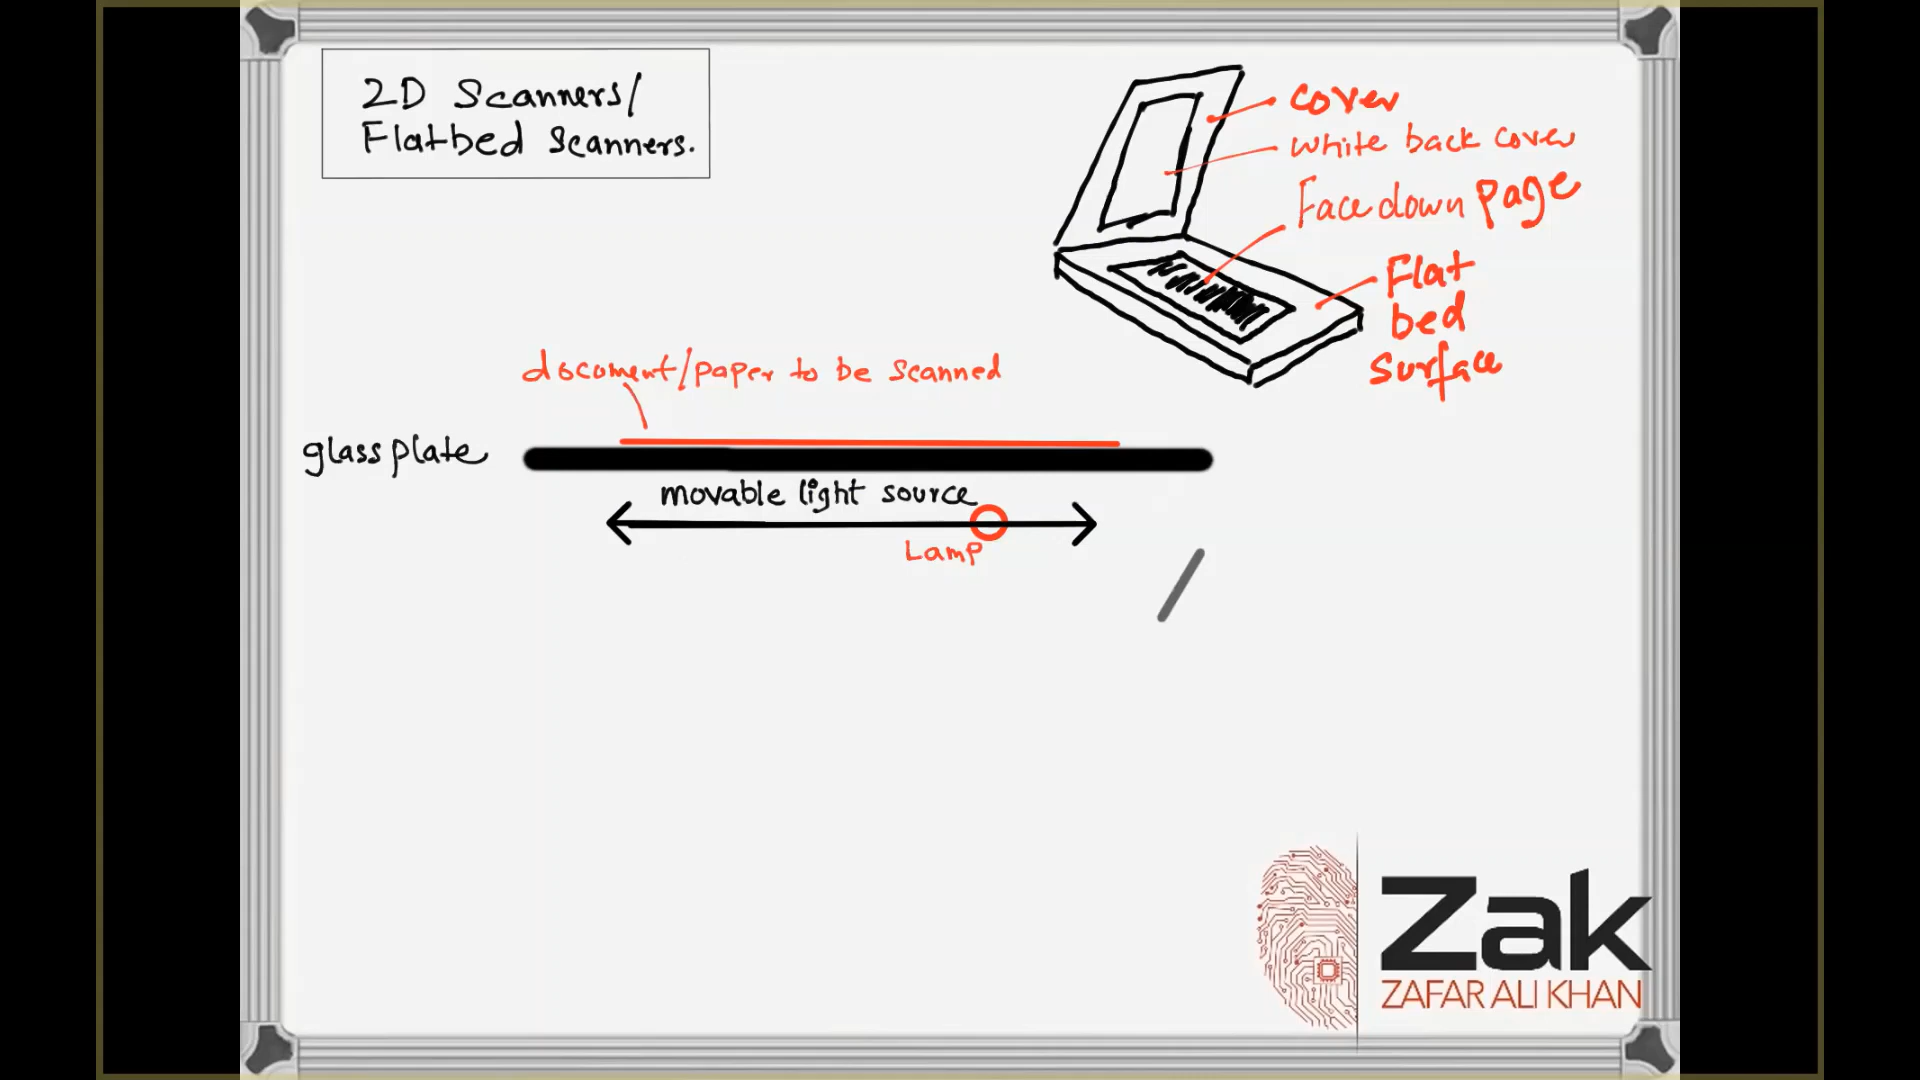 2D Scanners/
Flatbed Scanners.
cover
white back cover
Face down page
Flat
bed
surface
document/paper to be scanned
glass plate
movable light source
Lamp
Zak
ZAFAR ALI KHAN